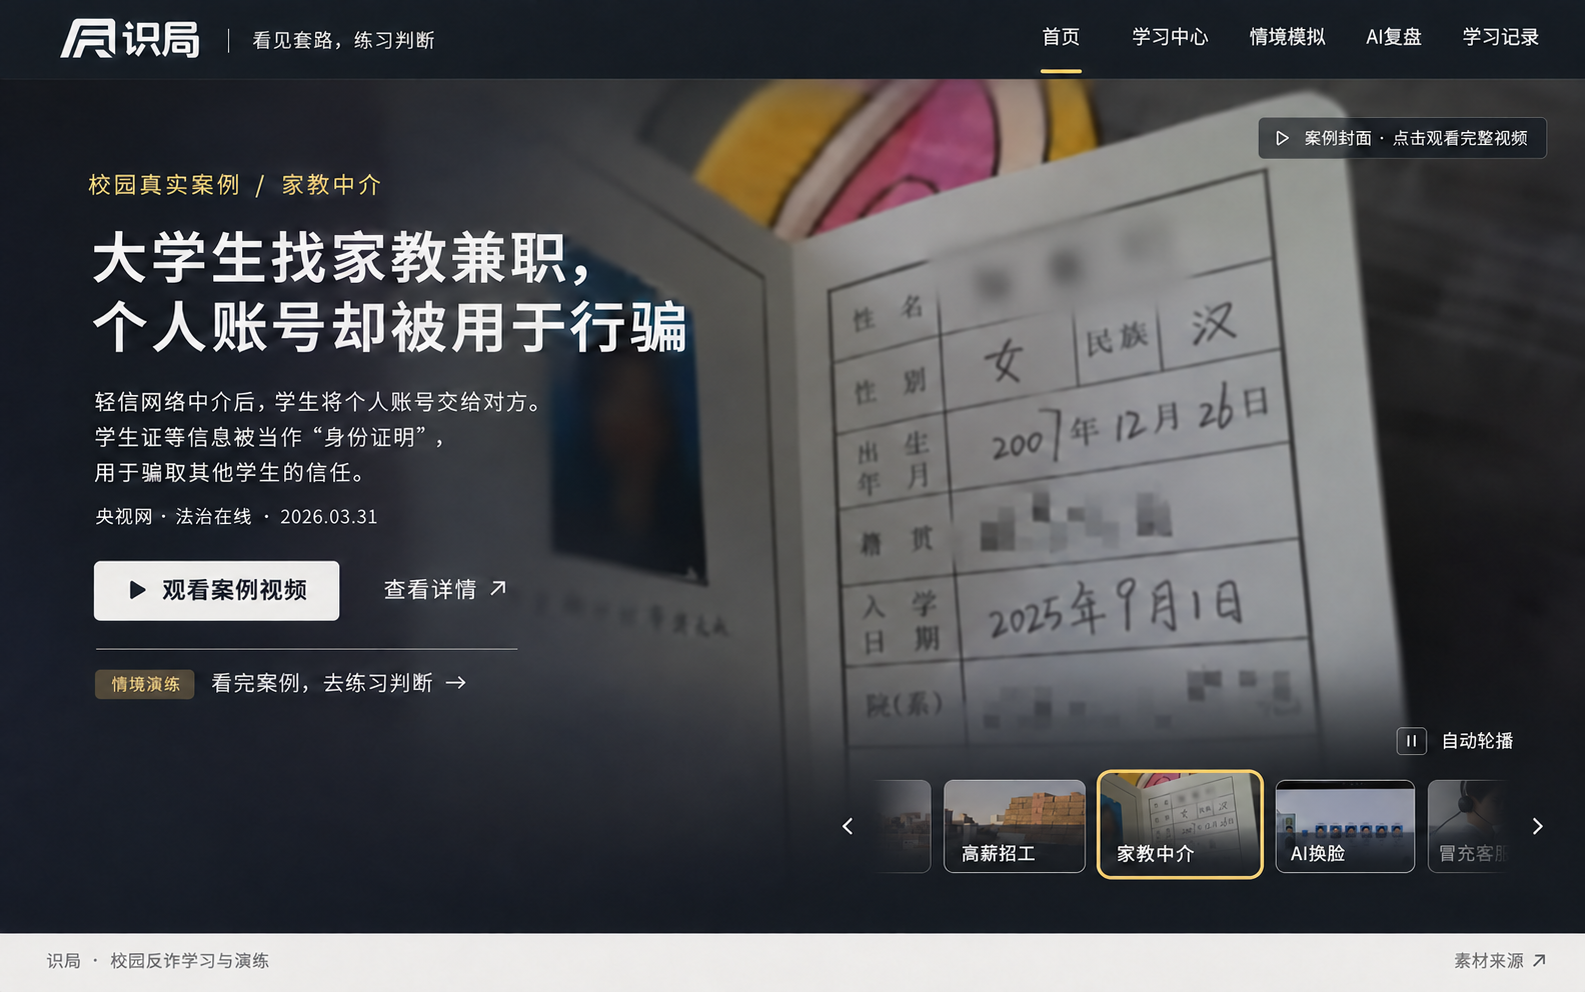 识局
看见套路，练习判断
首页
学习中心
情境模拟
AI复盘
学习记录
案例封面 · 点击观看完整视频
校园真实案例 / 家教中介
大学生找家教兼职，
个人账号却被用于行骗
轻信网络中介后，学生将个人账号交给对方。
学生证等信息被当作“身份证明”，
用于骗取其他学生的信任。
央视网 · 法治在线 · 2026.03.31
观看案例视频
查看详情
情境演练
看完案例，去练习判断 →
姓 名
性 别 女 民族 汉
出生年月 2007年12月26日
籍 贯
入学日期 2025年9月1日
院(系)
自动轮播
高薪招工
家教中介
AI换脸
冒充客服
识局 · 校园反诈学习与演练
素材来源